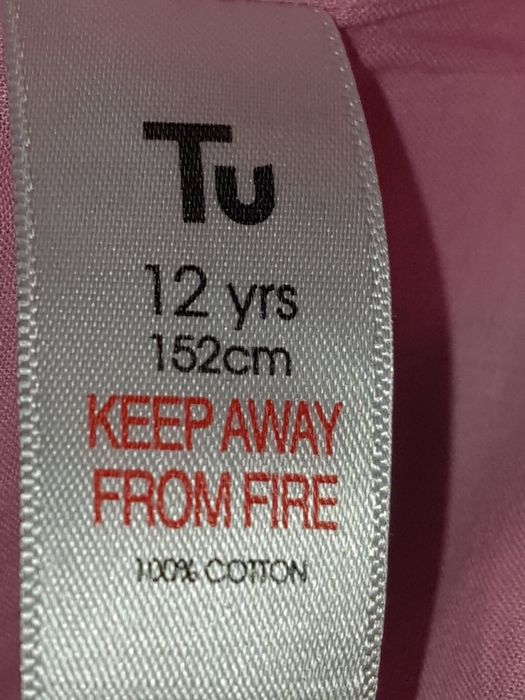 Tu
12 yrs
152cm
KEEP AWAY
FROM FIRE
100% COTTON